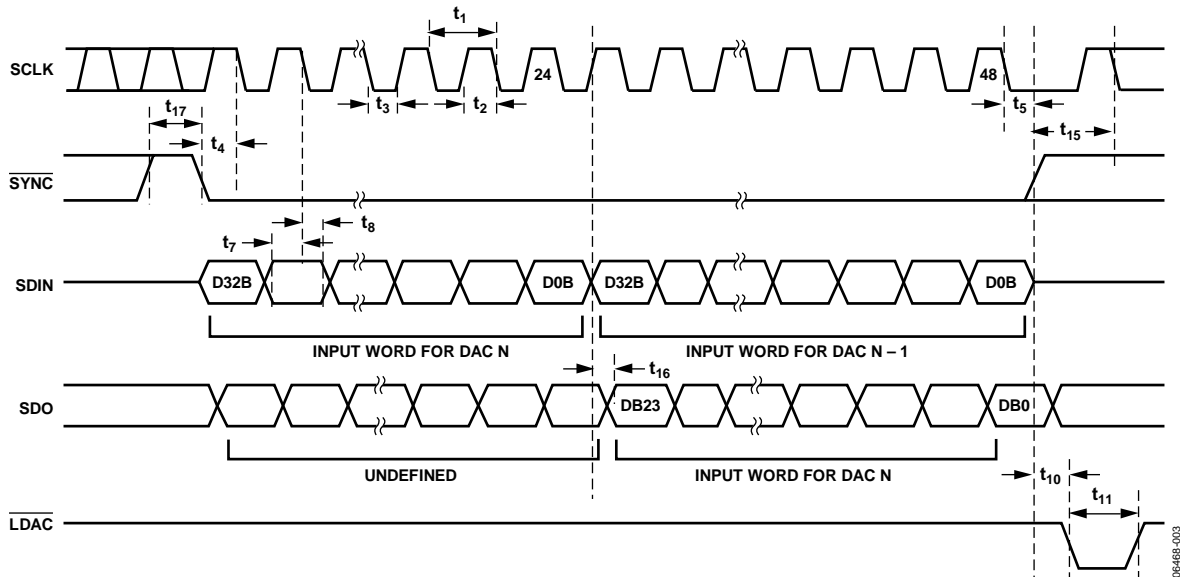 t1
SCLK
24
48
t3
t2
t5
t17
t4
t15
SYNC
t8
t7
SDIN
D32B
D0B
D32B
D0B
INPUT WORD FOR DAC N
INPUT WORD FOR DAC N – 1
t16
SDO
DB23
DB0
UNDEFINED
INPUT WORD FOR DAC N
t10
t11
LDAC
06468-003